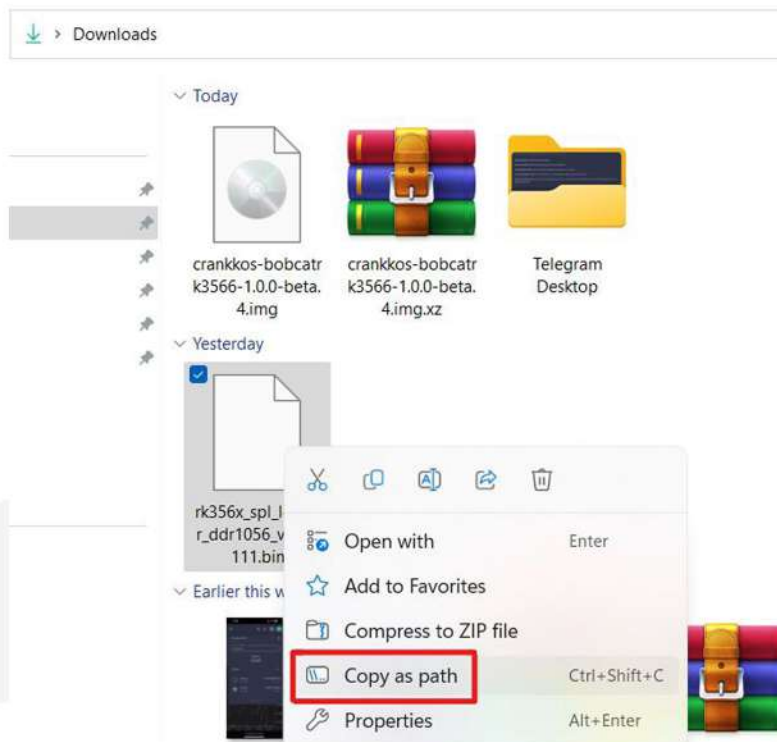 Downloads
Today
crankkos-bobcatr
k3566-1.0.0-beta.
4.img
crankkos-bobcatr
k3566-1.0.0-beta.
4.img.xz
Telegram
Desktop
Yesterday
rk356x_spl_l
r_ddr1056_v
111.bin
Open with Enter
Earlier this w
Add to Favorites
Compress to ZIP file
Copy as path Ctrl+Shift+C
Properties Alt+Enter